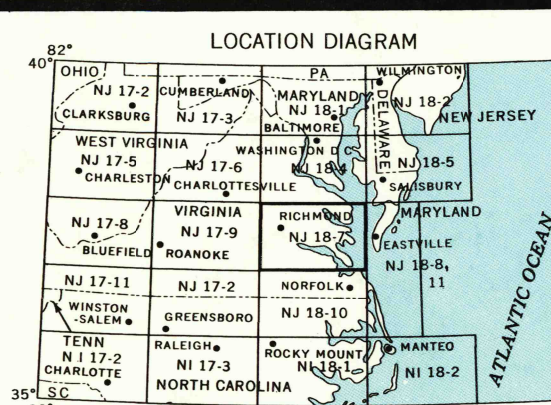 LOCATION DIAGRAM
82°
40°
OHIO
NJ 17-2
CLARKSBURG
CUMBERLAND
NJ 17-3
PA
MARYLAND
NJ 18-1
BALTIMORE
WILMINGTON
DELAWARE
NJ 18-2
NEW JERSEY
WEST VIRGINIA
NJ 17-5
CHARLESTON
NJ 17-6
CHARLOTTESVILLE
WASHINGTON D C
NJ 18-4
NJ 18-5
SALISBURY
NJ 17-8
BLUEFIELD
VIRGINIA
NJ 17-9
ROANOKE
RICHMOND
NJ 18-7
MARYLAND
EASTVILLE
NJ 18-8,
11
ATLANTIC OCEAN
NJ 17-11
WINSTON
-SALEM
NJ 17-2
GREENSBORO
NORFOLK
NJ 18-10
TENN
NI 17-2
CHARLOTTE
RALEIGH
NI 17-3
NORTH CAROLINA
ROCKY MOUNT
NI 18-1
MANTEO
NI 18-2
35°
SC